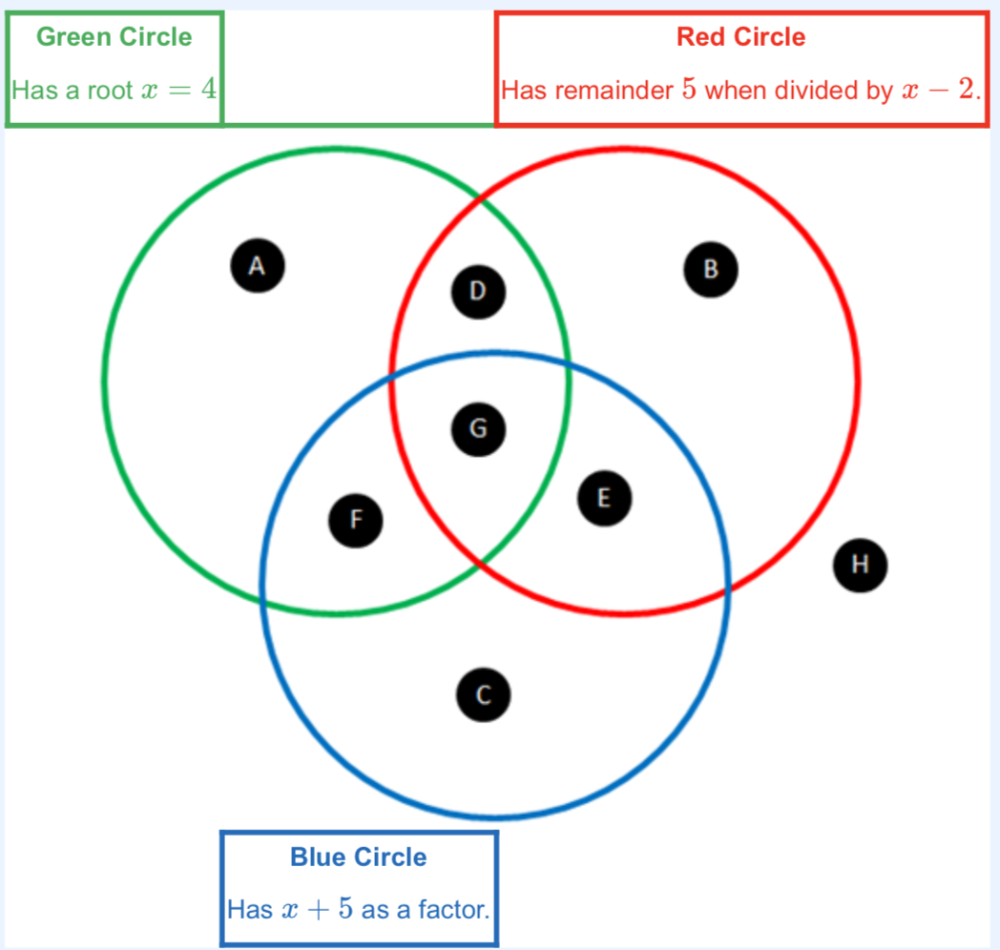 Green Circle
Has a root x = 4
Red Circle
Has remainder 5 when divided by x − 2.
A
B
D
G
E
F
H
C
Blue Circle
Has x + 5 as a factor.